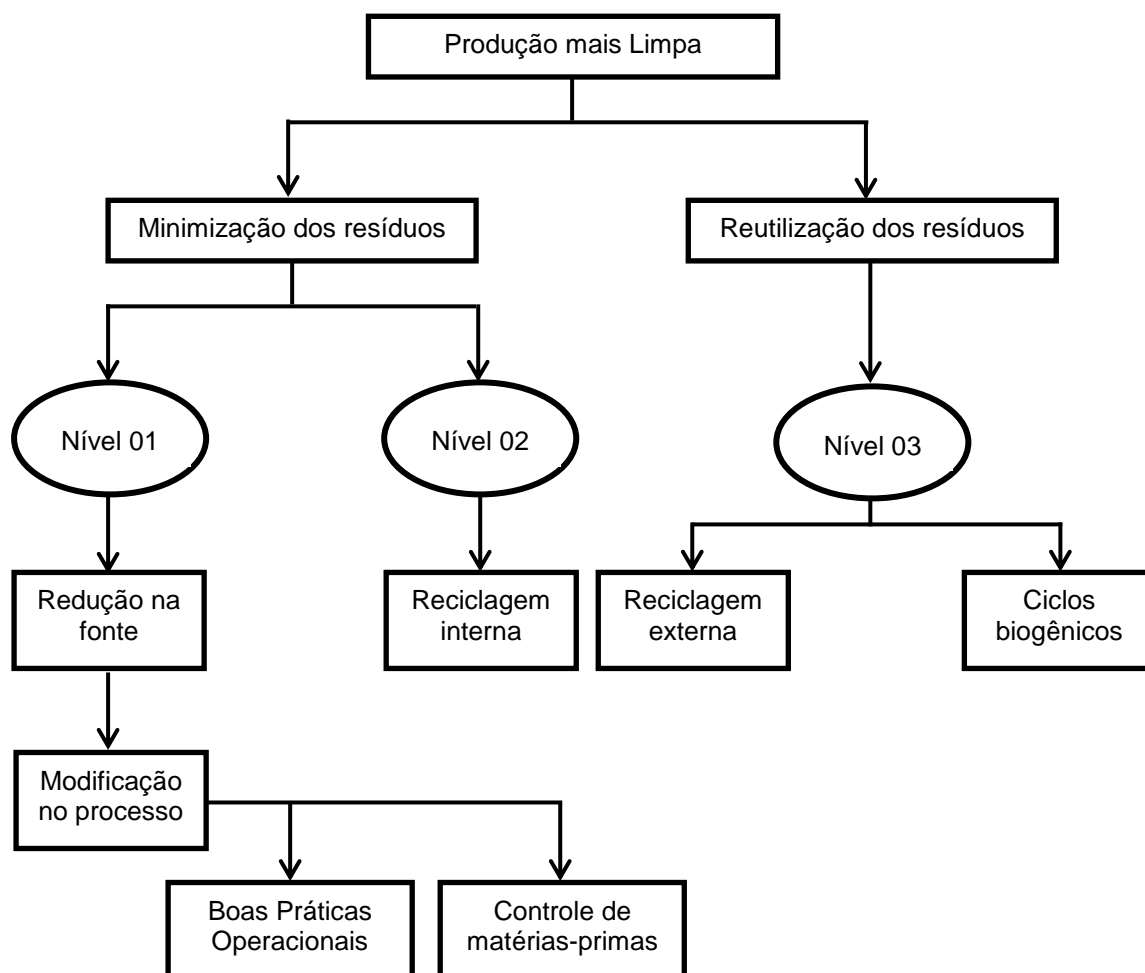 Produção mais Limpa
Minimização dos resíduos
Reutilização dos resíduos
Nível 01
Nível 02
Nível 03
Redução na
fonte
Reciclagem
interna
Reciclagem
externa
Ciclos
biogênicos
Modificação
no processo
Boas Práticas
Operacionais
Controle de
matérias-primas